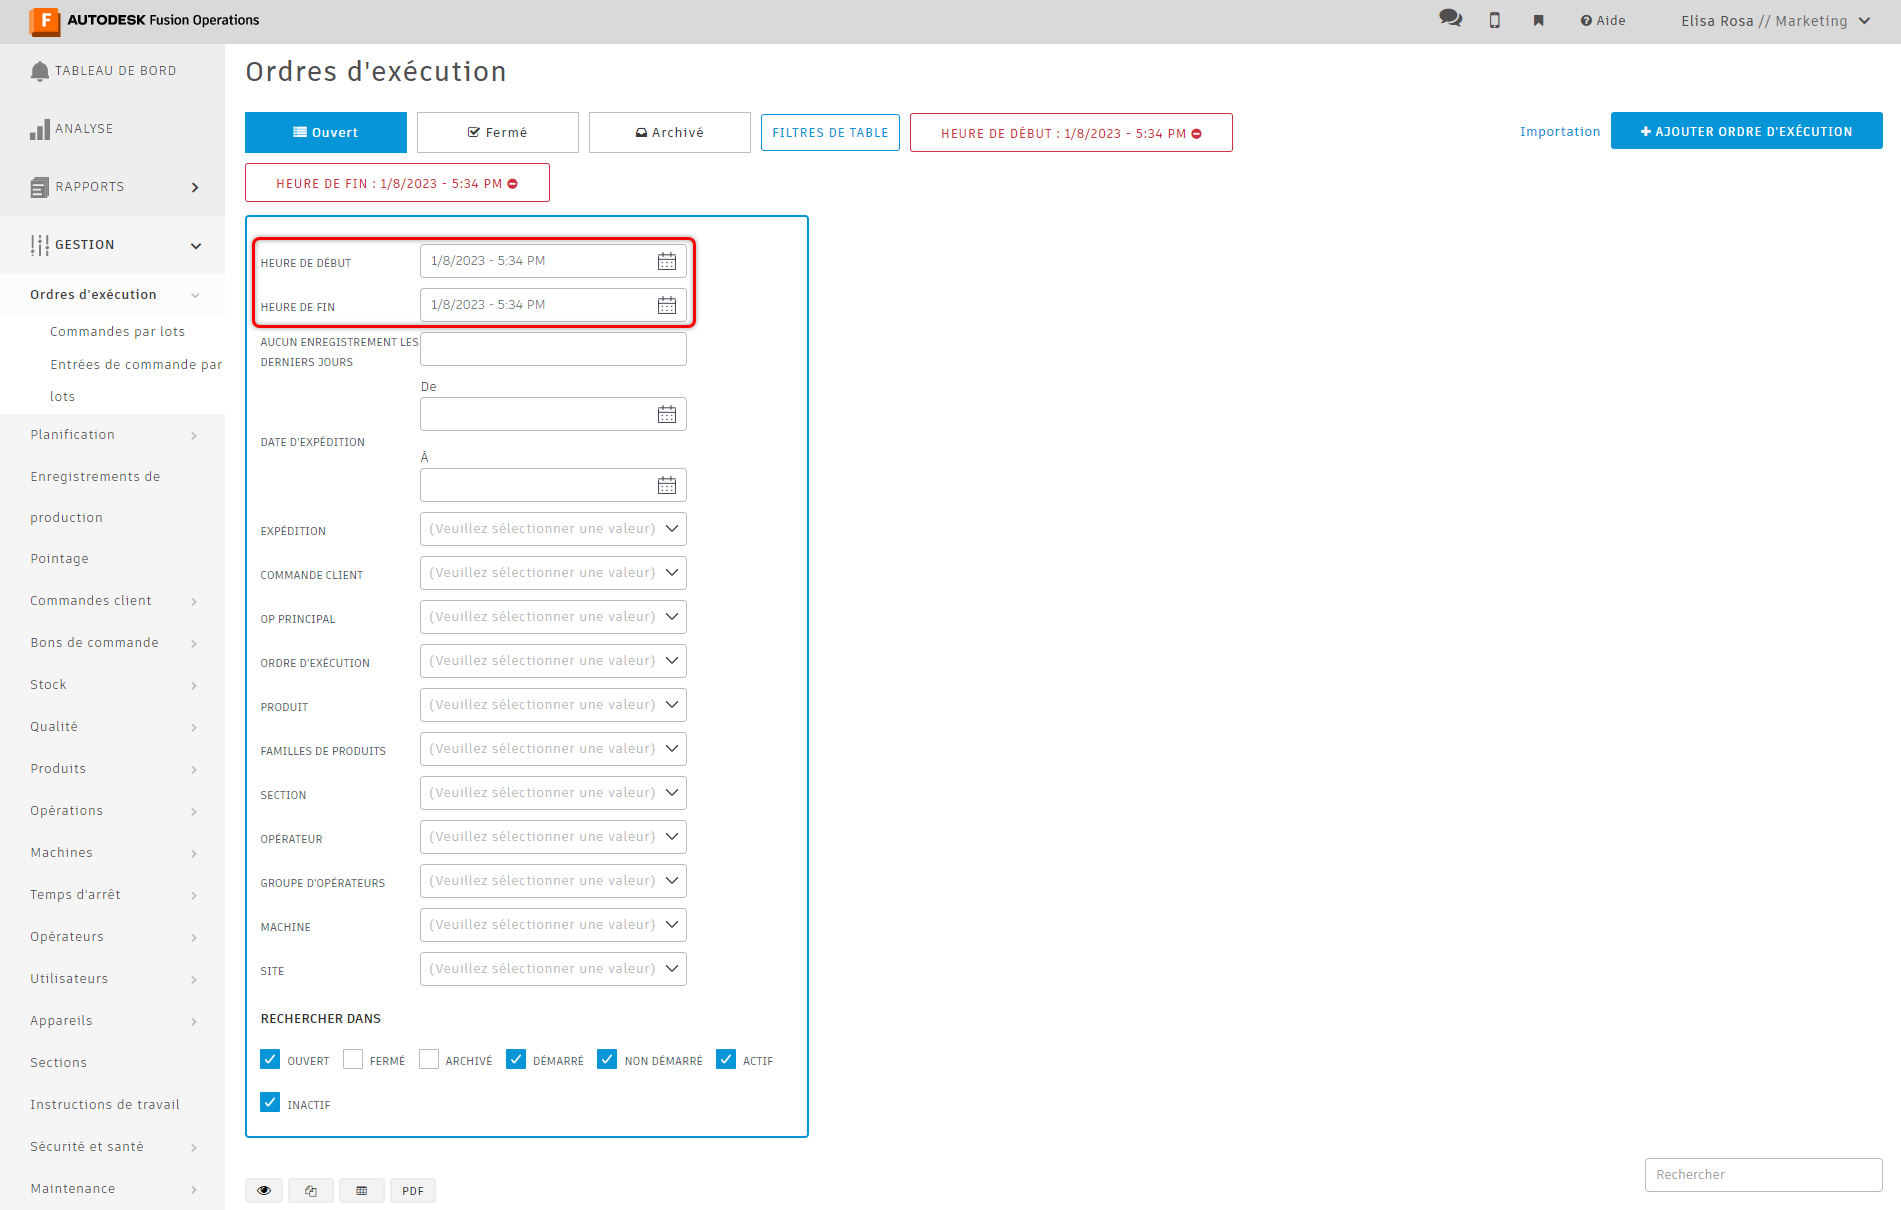 AUTODESK Fusion Operations
Aide
Elisa Rosa // Marketing
TABLEAU DE BORD
ANALYSE
RAPPORTS
GESTION
Ordres d'exécution
Commandes par lots
Entrées de commande par
lots
Planification
Enregistrements de
production
Pointage
Commandes client
Bons de commande
Stock
Qualité
Produits
Opérations
Machines
Temps d'arrêt
Opérateurs
Utilisateurs
Appareils
Sections
Instructions de travail
Sécurité et santé
Maintenance
Ordres d'exécution
Ouvert
Fermé
Archivé
FILTRES DE TABLE
HEURE DE DÉBUT : 1/8/2023 - 5:34 PM
Importation
AJOUTER ORDRE D'EXÉCUTION
HEURE DE FIN : 1/8/2023 - 5:34 PM
HEURE DE DÉBUT 1/8/2023 - 5:34 PM
HEURE DE FIN 1/8/2023 - 5:34 PM
AUCUN ENREGISTREMENT LES
DERNIERS JOURS
De
DATE D'EXPÉDITION
À
EXPÉDITION (Veuillez sélectionner une valeur)
COMMANDE CLIENT (Veuillez sélectionner une valeur)
OP PRINCIPAL (Veuillez sélectionner une valeur)
ORDRE D'EXÉCUTION (Veuillez sélectionner une valeur)
PRODUIT (Veuillez sélectionner une valeur)
FAMILLES DE PRODUITS (Veuillez sélectionner une valeur)
SECTION (Veuillez sélectionner une valeur)
OPÉRATEUR (Veuillez sélectionner une valeur)
GROUPE D'OPÉRATEURS (Veuillez sélectionner une valeur)
MACHINE (Veuillez sélectionner une valeur)
SITE (Veuillez sélectionner une valeur)
RECHERCHER DANS
OUVERT FERMÉ ARCHIVÉ DÉMARRÉ NON DÉMARRÉ ACTIF
INACTIF
Rechercher
PDF